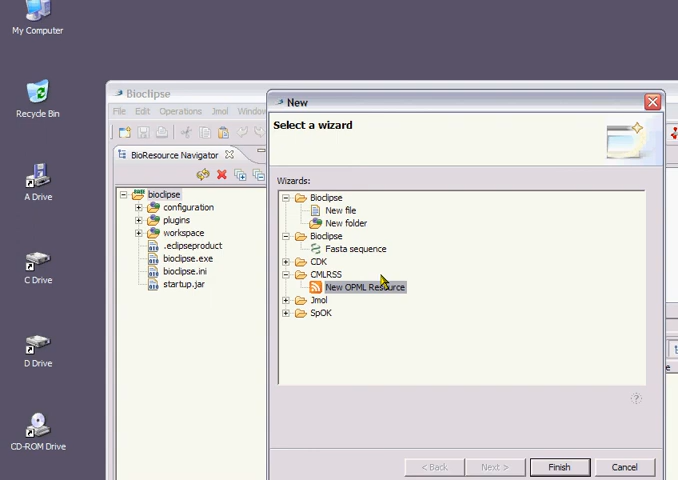 My Computer
Recycle Bin
A Drive
C Drive
D Drive
CD-ROM Drive
Bioclipse
File Edit Operations Jmol Window
BioResource Navigator
bioclipse
configuration
plugins
workspace
.eclipseproduct
bioclipse.exe
bioclipse.ini
startup.jar
New
Select a wizard
Wizards:
Bioclipse
New file
New folder
Bioclipse
Fasta sequence
CDK
CMLRSS
New OPML Resource
Jmol
SpOK
< Back Next > Finish Cancel